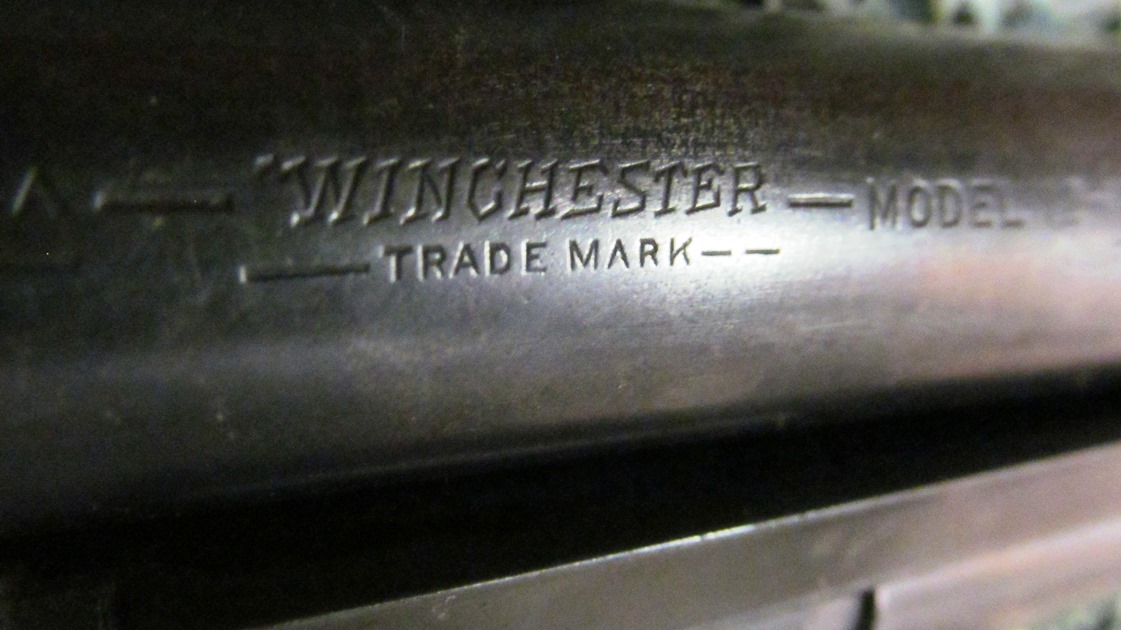 A — "WINCHESTER — MODEL
— TRADE MARK – –